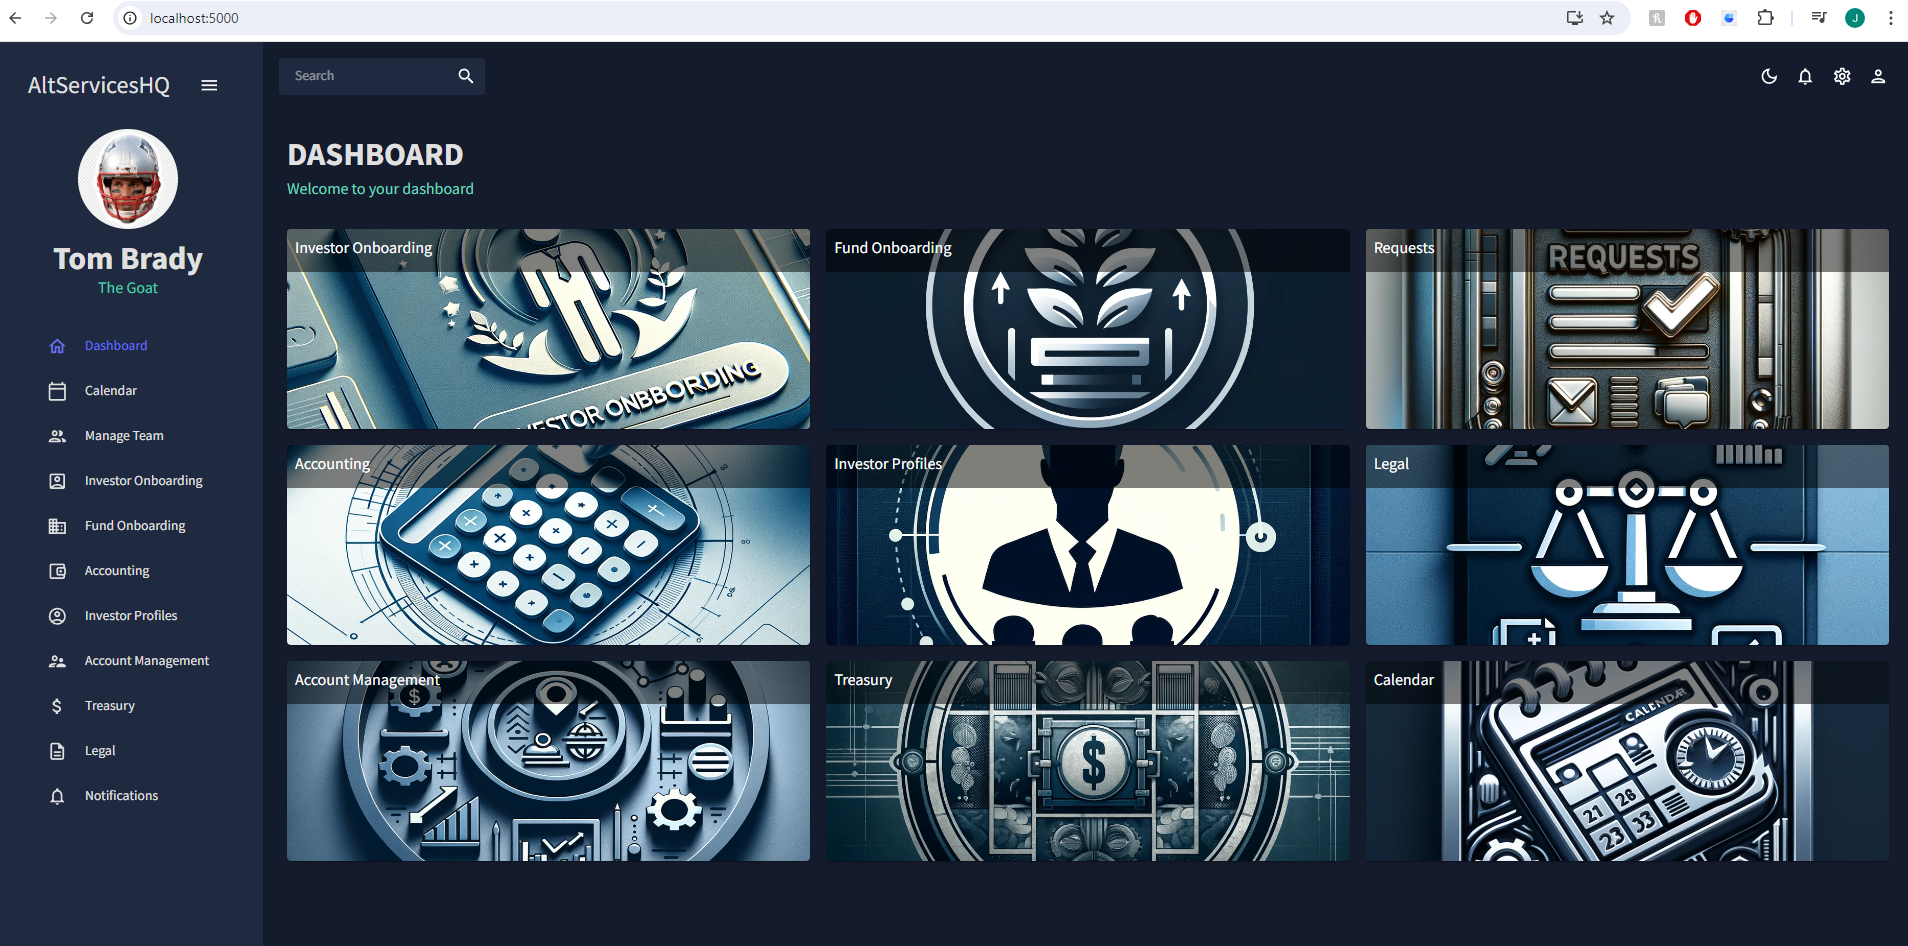 localhost:5000
J
AltServicesHQ
Search
Tom Brady
The Goat
Dashboard
Calendar
Manage Team
Investor Onboarding
Fund Onboarding
Accounting
Investor Profiles
Account Management
Treasury
Legal
Notifications
DASHBOARD
Welcome to your dashboard
Investor Onboarding
ONBBORDING
Fund Onboarding
Requests
REQUESTS
Accounting
Investor Profiles
Legal
Account Management
$
Treasury
$
Calendar
CALENDAR
21 26
23 33